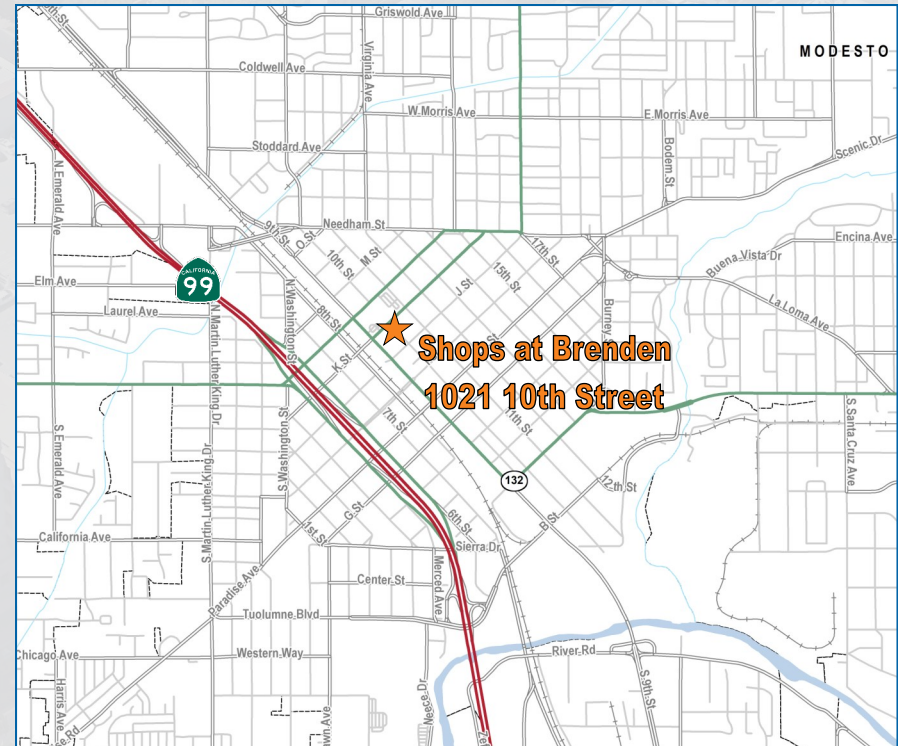 Griswold Ave
MODESTO
Virginia Ave
Coldwell Ave
W Morris Ave
E Morris Ave
Stoddard Ave
Bodem St
Scenic Dr
N Emerald Ave
Needham St
9th St
O St
M St
10th St
17th St
15th St
J St
Encina Ave
Buena Vista Dr
La Loma Ave
CALIFORNIA
99
Elm Ave
Laurel Ave
N Martin Luther King Dr
N Washington St
8th St
K St
Shops at Brenden
1021 10th Street
7th St
11th St
S Emerald Ave
S Washington St
S Santa Cruz Ave
132
12th St
G St
6th St
B St
1st St
California Ave
S Martin Luther King Dr
Sierra Dr
Paradise Ave
Center St
Merced Ave
Tuolumne Blvd
Chicago Ave
Western Way
River Rd
S 9th St
Harris Ave
Neece Dr